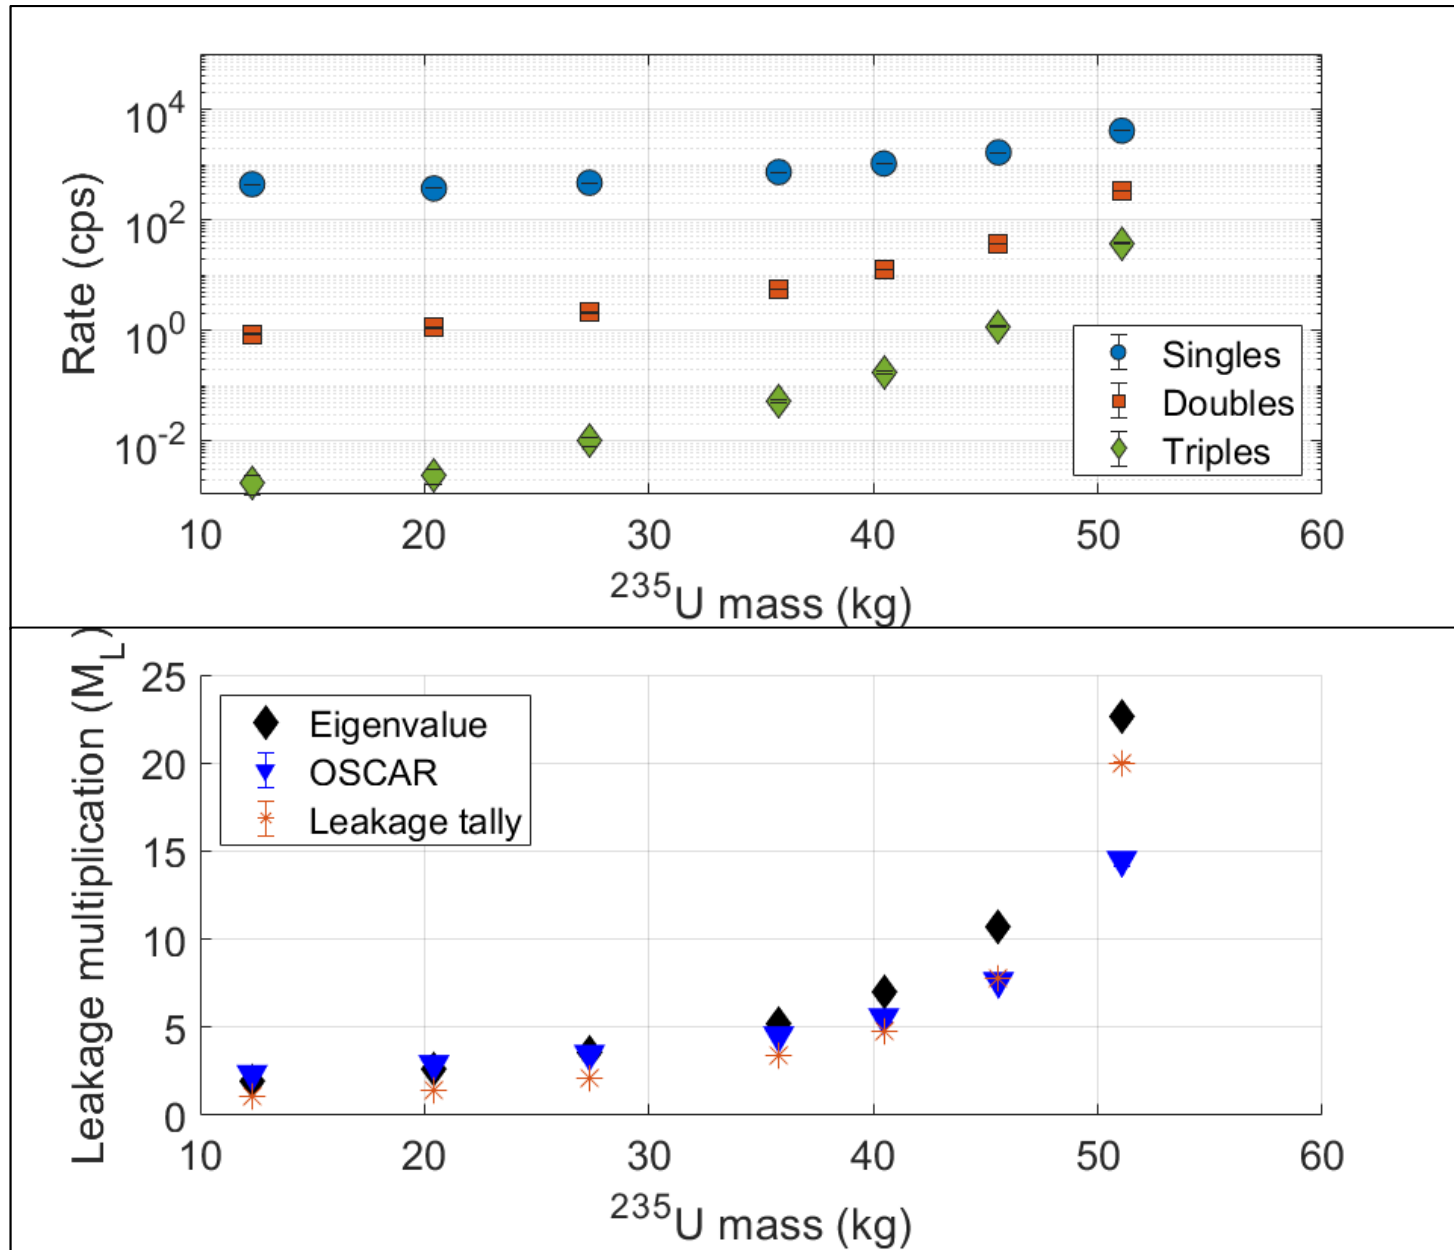 10^4
10^2
10^0
10^-2
Rate (cps)
Singles
Doubles
Triples
10 20 30 40 50 60
^235U mass (kg)
Leakage multiplication (M_L)
25
20
15
10
5
0
Eigenvalue
OSCAR
Leakage tally
10 20 30 40 50 60
^235U mass (kg)